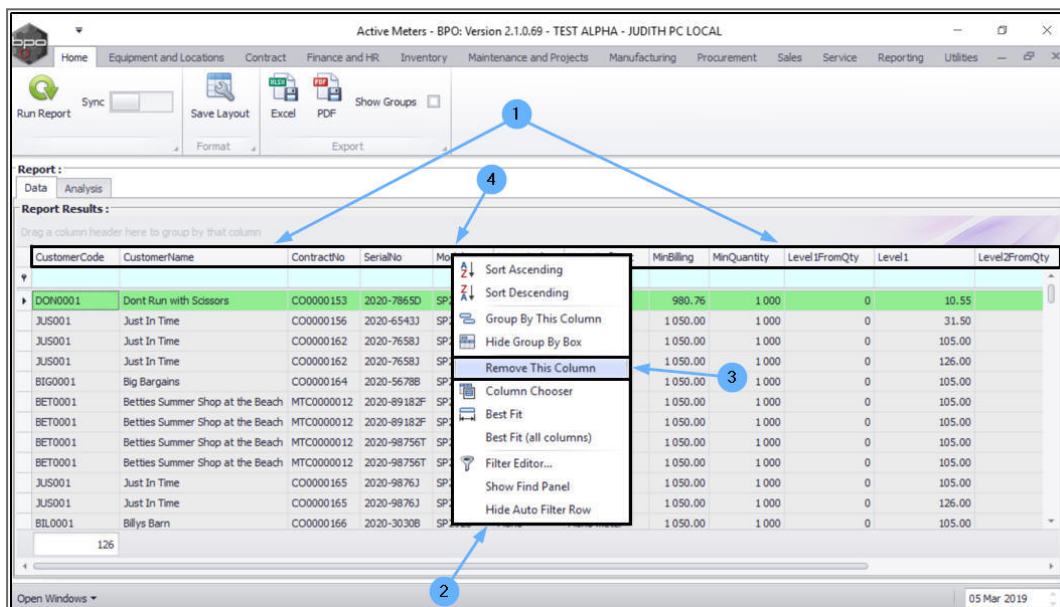 Active Meters - BPO: Version 2.1.0.69 - TEST ALPHA - JUDITH PC LOCAL
bpo
Home Equipment and Locations Contract Finance and HR Inventory Maintenance and Projects Manufacturing Procurement Sales Service Reporting Utilities
Run Report Sync Save Layout Excel PDF Show Groups
Format Export
1
Report :
Data Analysis
4
Report Results :
Drag a column header here to group by that column
CustomerCode CustomerName ContractNo SerialNo MinBilling MinQuantity Level1FromQty Level1 Level2FromQty
DON0001 Dont Run with Scissors CO0000153 2020-7865D 980.76 1 000 0 10.55
JUS001 Just In Time CO0000156 2020-6543J 1 050.00 1 000 0 31.50
JUS001 Just In Time CO0000162 2020-7658J 1 050.00 1 000 0 105.00
JUS001 Just In Time CO0000162 2020-7658J 1 050.00 1 000 0 126.00
BIG0001 Big Bargains CO0000164 2020-5678B 1 050.00 1 000 0 105.00
BET0001 Betties Summer Shop at the Beach MTC0000012 2020-89182F 1 050.00 1 000 0 105.00
BET0001 Betties Summer Shop at the Beach MTC0000012 2020-89182F 1 050.00 1 000 0 105.00
BET0001 Betties Summer Shop at the Beach MTC0000012 2020-98756T 1 050.00 1 000 0 105.00
BET0001 Betties Summer Shop at the Beach MTC0000012 2020-98756T 1 050.00 1 000 0 105.00
JUS001 Just In Time CO0000165 2020-9876J 1 050.00 1 000 0 105.00
JUS001 Just In Time CO0000165 2020-9876J 1 050.00 1 000 0 126.00
BIL0001 Billys Barn CO0000166 2020-3030B 1 050.00 1 000 0 105.00
126
Sort Ascending
Sort Descending
Group By This Column
Hide Group By Box
Remove This Column
3
Column Chooser
Best Fit
Best Fit (all columns)
Filter Editor...
Show Find Panel
Hide Auto Filter Row
2
Open Windows 05 Mar 2019